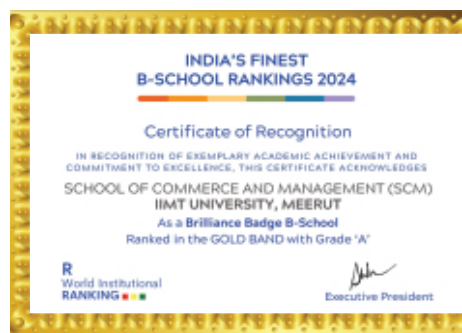 INDIA'S FINEST
B-SCHOOL RANKINGS 2024
Certificate of Recognition
IN RECOGNITION OF EXEMPLARY ACADEMIC ACHIEVEMENT AND
COMMITMENT TO EXCELLENCE, THIS CERTIFICATE ACKNOWLEDGES
SCHOOL OF COMMERCE AND MANAGEMENT (SCM)
IIMT UNIVERSITY, MEERUT
As a Brilliance Badge B-School
Ranked in the GOLD BAND with Grade 'A'
R
World Institutional
RANKING
Executive President